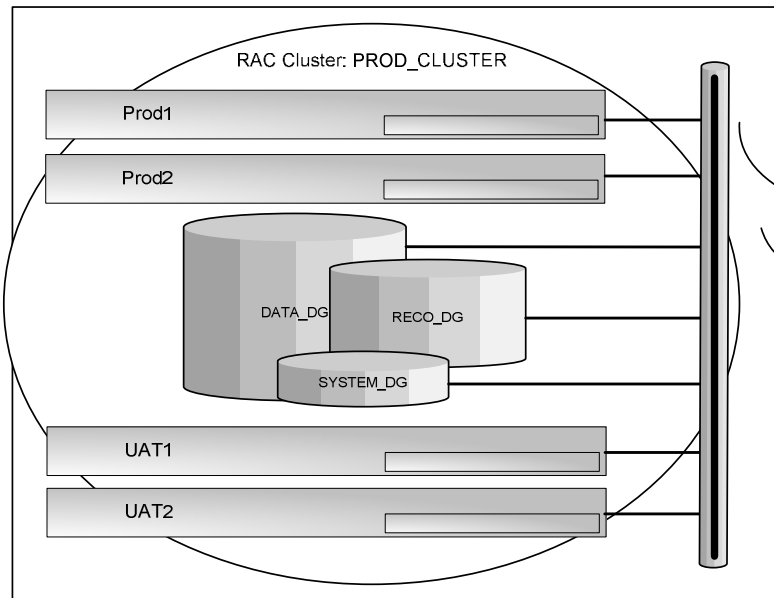 RAC Cluster: PROD_CLUSTER
Prod1
Prod2
DATA_DG
RECO_DG
SYSTEM_DG
UAT1
UAT2